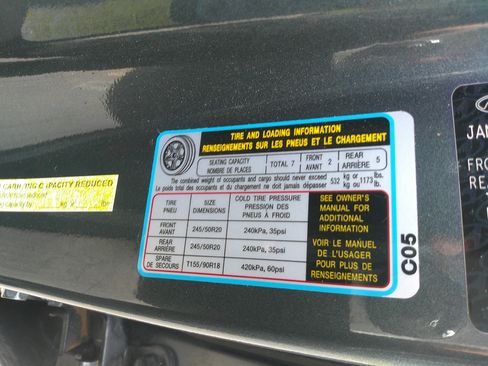 TIRE AND LOADING INFORMATION
RENSEIGNEMENTS SUR LES PNEUS ET LE CHARGEMENT
SEATING CAPACITY
NOMBRE DE PLACES
TOTAL 7
FRONT
AVANT 2
REAR
ARRIÈRE 5
The combined weight of occupants and cargo should never exceed
Le poids total des occupants et du chargement ne doit jamais dépasser
532 kg or kg ou 1173 lbs. lb.
TIRE
PNEU
SIZE
DIMENSIONS
COLD TIRE PRESSURE
PRESSION DES
PNEUS À FROID
FRONT
AVANT
245/50R20
240kPa, 35psi
REAR
ARRIÈRE
245/50R20
240kPa, 35psi
SPARE
DE SECOURS
T155/90R18
420kPa, 60psi
SEE OWNER'S
MANUAL FOR
ADDITIONAL
INFORMATION
VOIR LE MANUEL
DE L'USAGER
POUR PLUS DE
RENSEIGNEMENTS
C05
CARRYING CAPACITY REDUCED
JAN
FRO